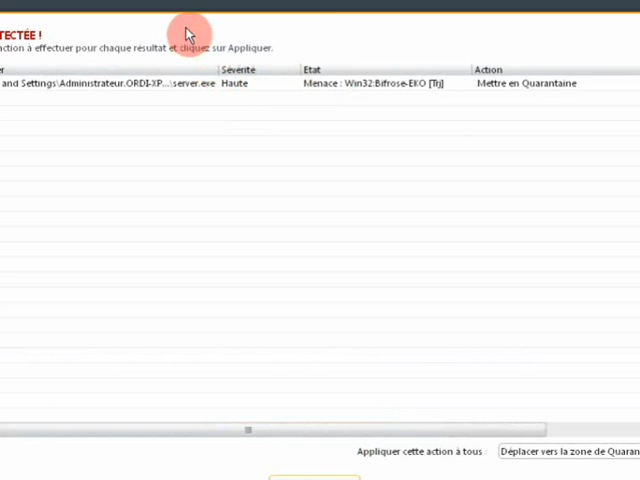 TECTÉE !
action à effectuer pour chaque résultat et cliquez sur Appliquer.
er Sévérité Etat Action
and Settings\Administrateur.ORDI-XP...\server.exe Haute Menace : Win32:Bifrose-EKO [Trj] Mettre en Quarantaine
Appliquer cette action à tous : Déplacer vers la zone de Quaran